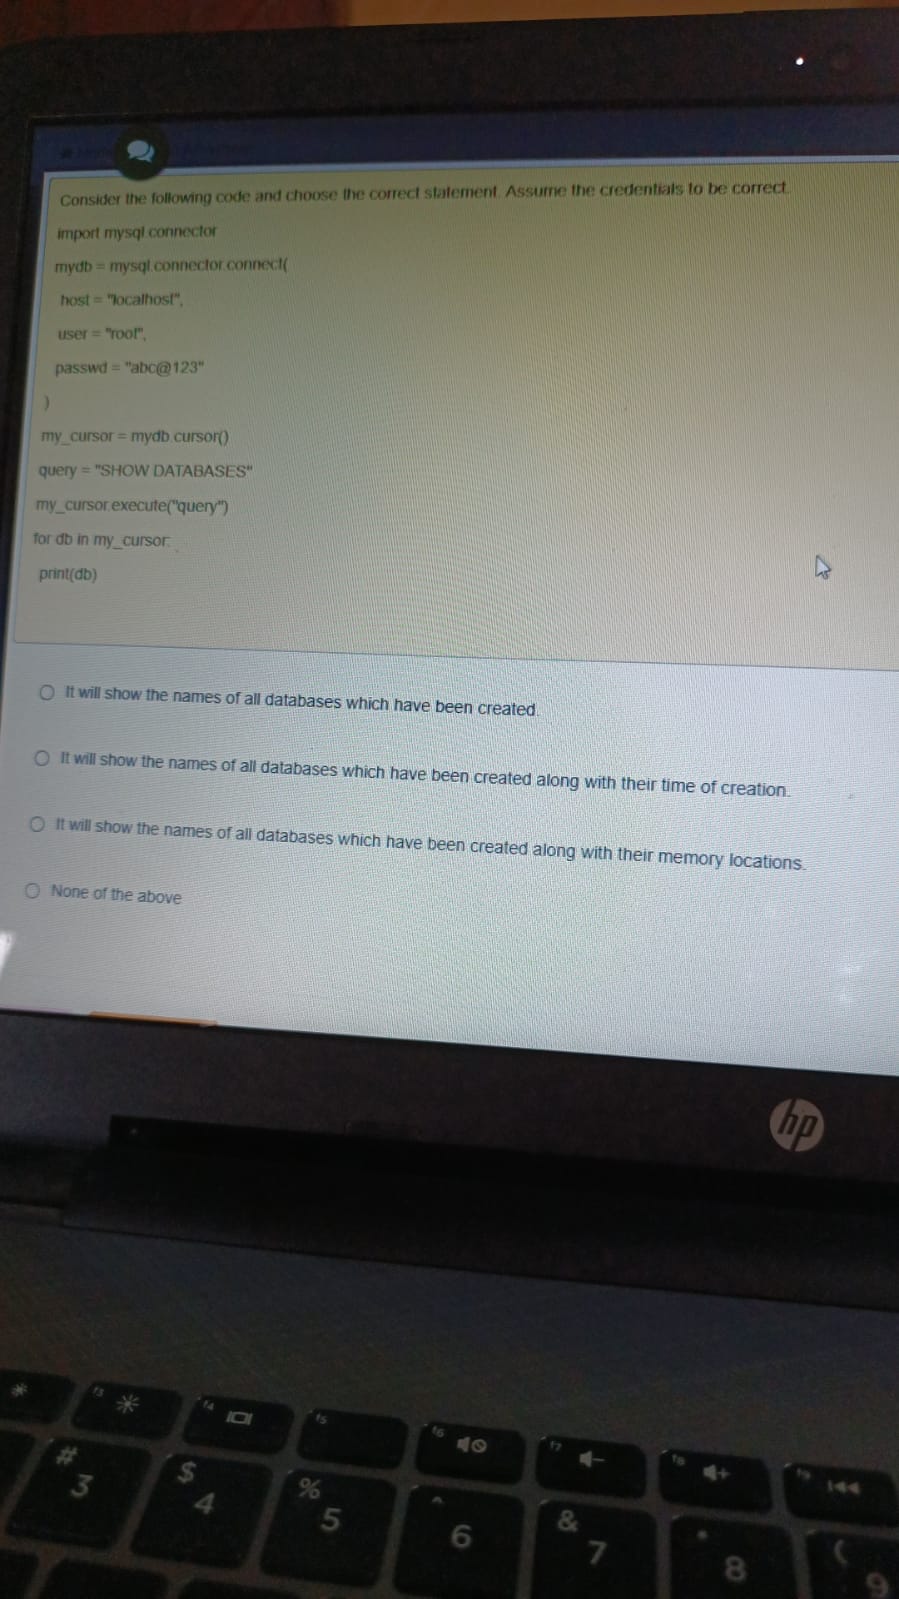 Consider the following code and choose the correct statement. Assume the credentials to be correct.
import mysql.connector
mydb = mysql.connector.connect(
host = "localhost",
user = "root",
passwd = "abc@123"
)
my_cursor = mydb.cursor()
query = "SHOW DATABASES"
my_cursor.execute("query")
for db in my_cursor:
print(db)
It will show the names of all databases which have been created.
It will show the names of all databases which have been created along with their time of creation.
It will show the names of all databases which have been created along with their memory locations.
None of the above
hp
f3 f4 f5 f6 f7 f8 f9
# $ % ^ & * (
3 4 5 6 7 8 9